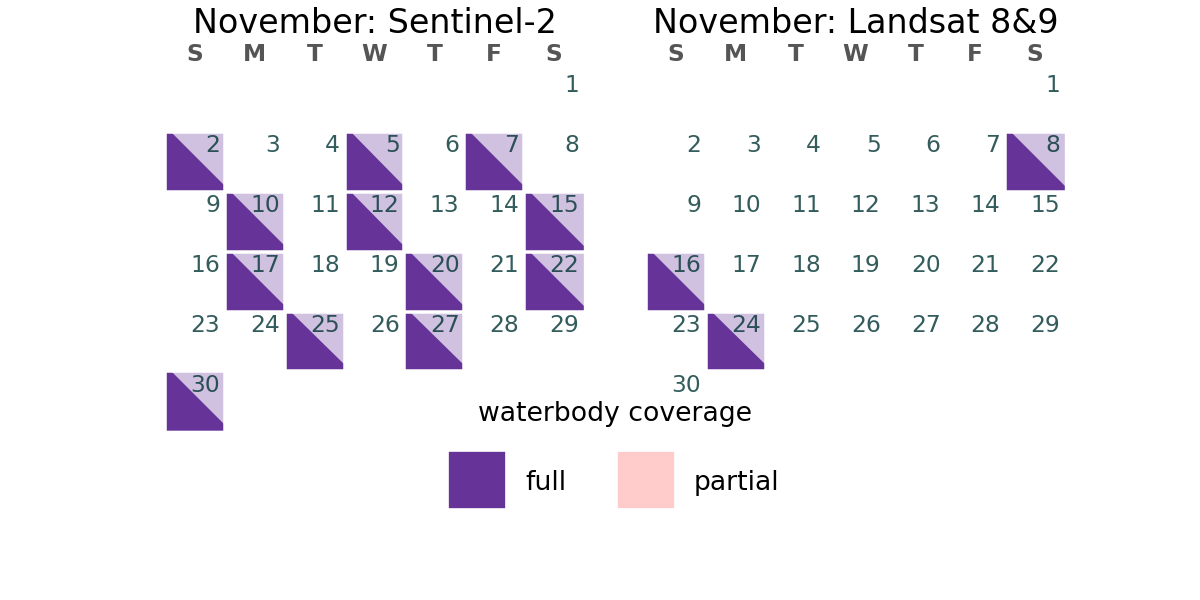 November: Sentinel-2
S M T W T F S
1
2 3 4 5 6 7 8
9 10 11 12 13 14 15
16 17 18 19 20 21 22
23 24 25 26 27 28 29
30
November: Landsat 8&9
S M T W T F S
1
2 3 4 5 6 7 8
9 10 11 12 13 14 15
16 17 18 19 20 21 22
23 24 25 26 27 28 29
30
waterbody coverage
full partial